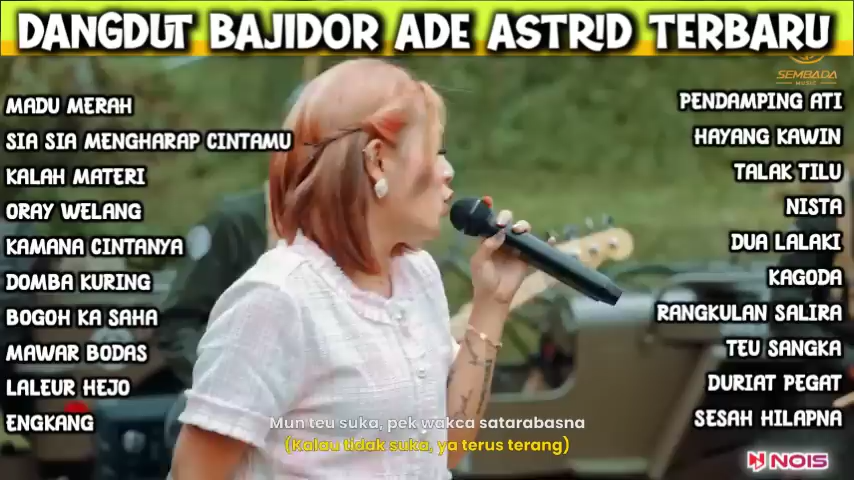 DANGDUT BAJIDOR ADE ASTRID TERBARU
SEMBADA
MUSIC
MADU MERAH
SIA SIA MENGHARAP CINTAMU
KALAH MATERI
ORAY WELANG
KAMANA CINTANYA
DOMBA KURING
BOGOH KA SAHA
MAWAR BODAS
LALEUR HEJO
ENGKANG
PENDAMPING ATI
HAYANG KAWIN
TALAK TILU
NISTA
DUA LALAKI
KAGODA
RANGKULAN SALIRA
TEU SANGKA
DURIAT PEGAT
SESAH HILAPNA
Mun teu suka, pek wakca satarabasna
(Kalau tidak suka, ya terus terang)
NOIS